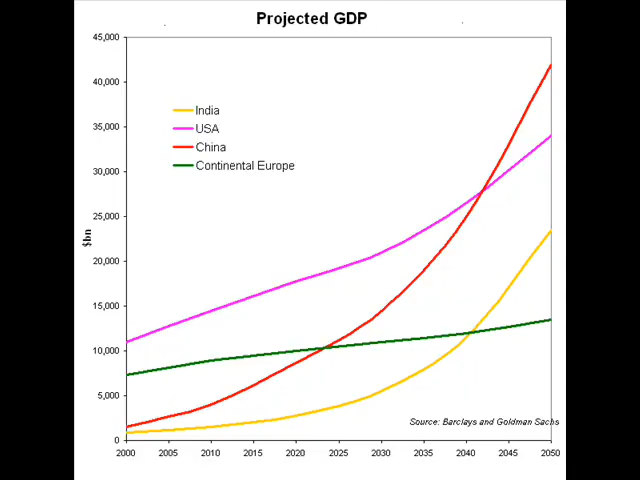 Projected GDP
45,000
40,000
35,000
30,000
25,000
20,000
15,000
10,000
5,000
0
$bn
India
USA
China
Continental Europe
Source: Barclays and Goldman Sachs
2000 2005 2010 2015 2020 2025 2030 2035 2040 2045 2050